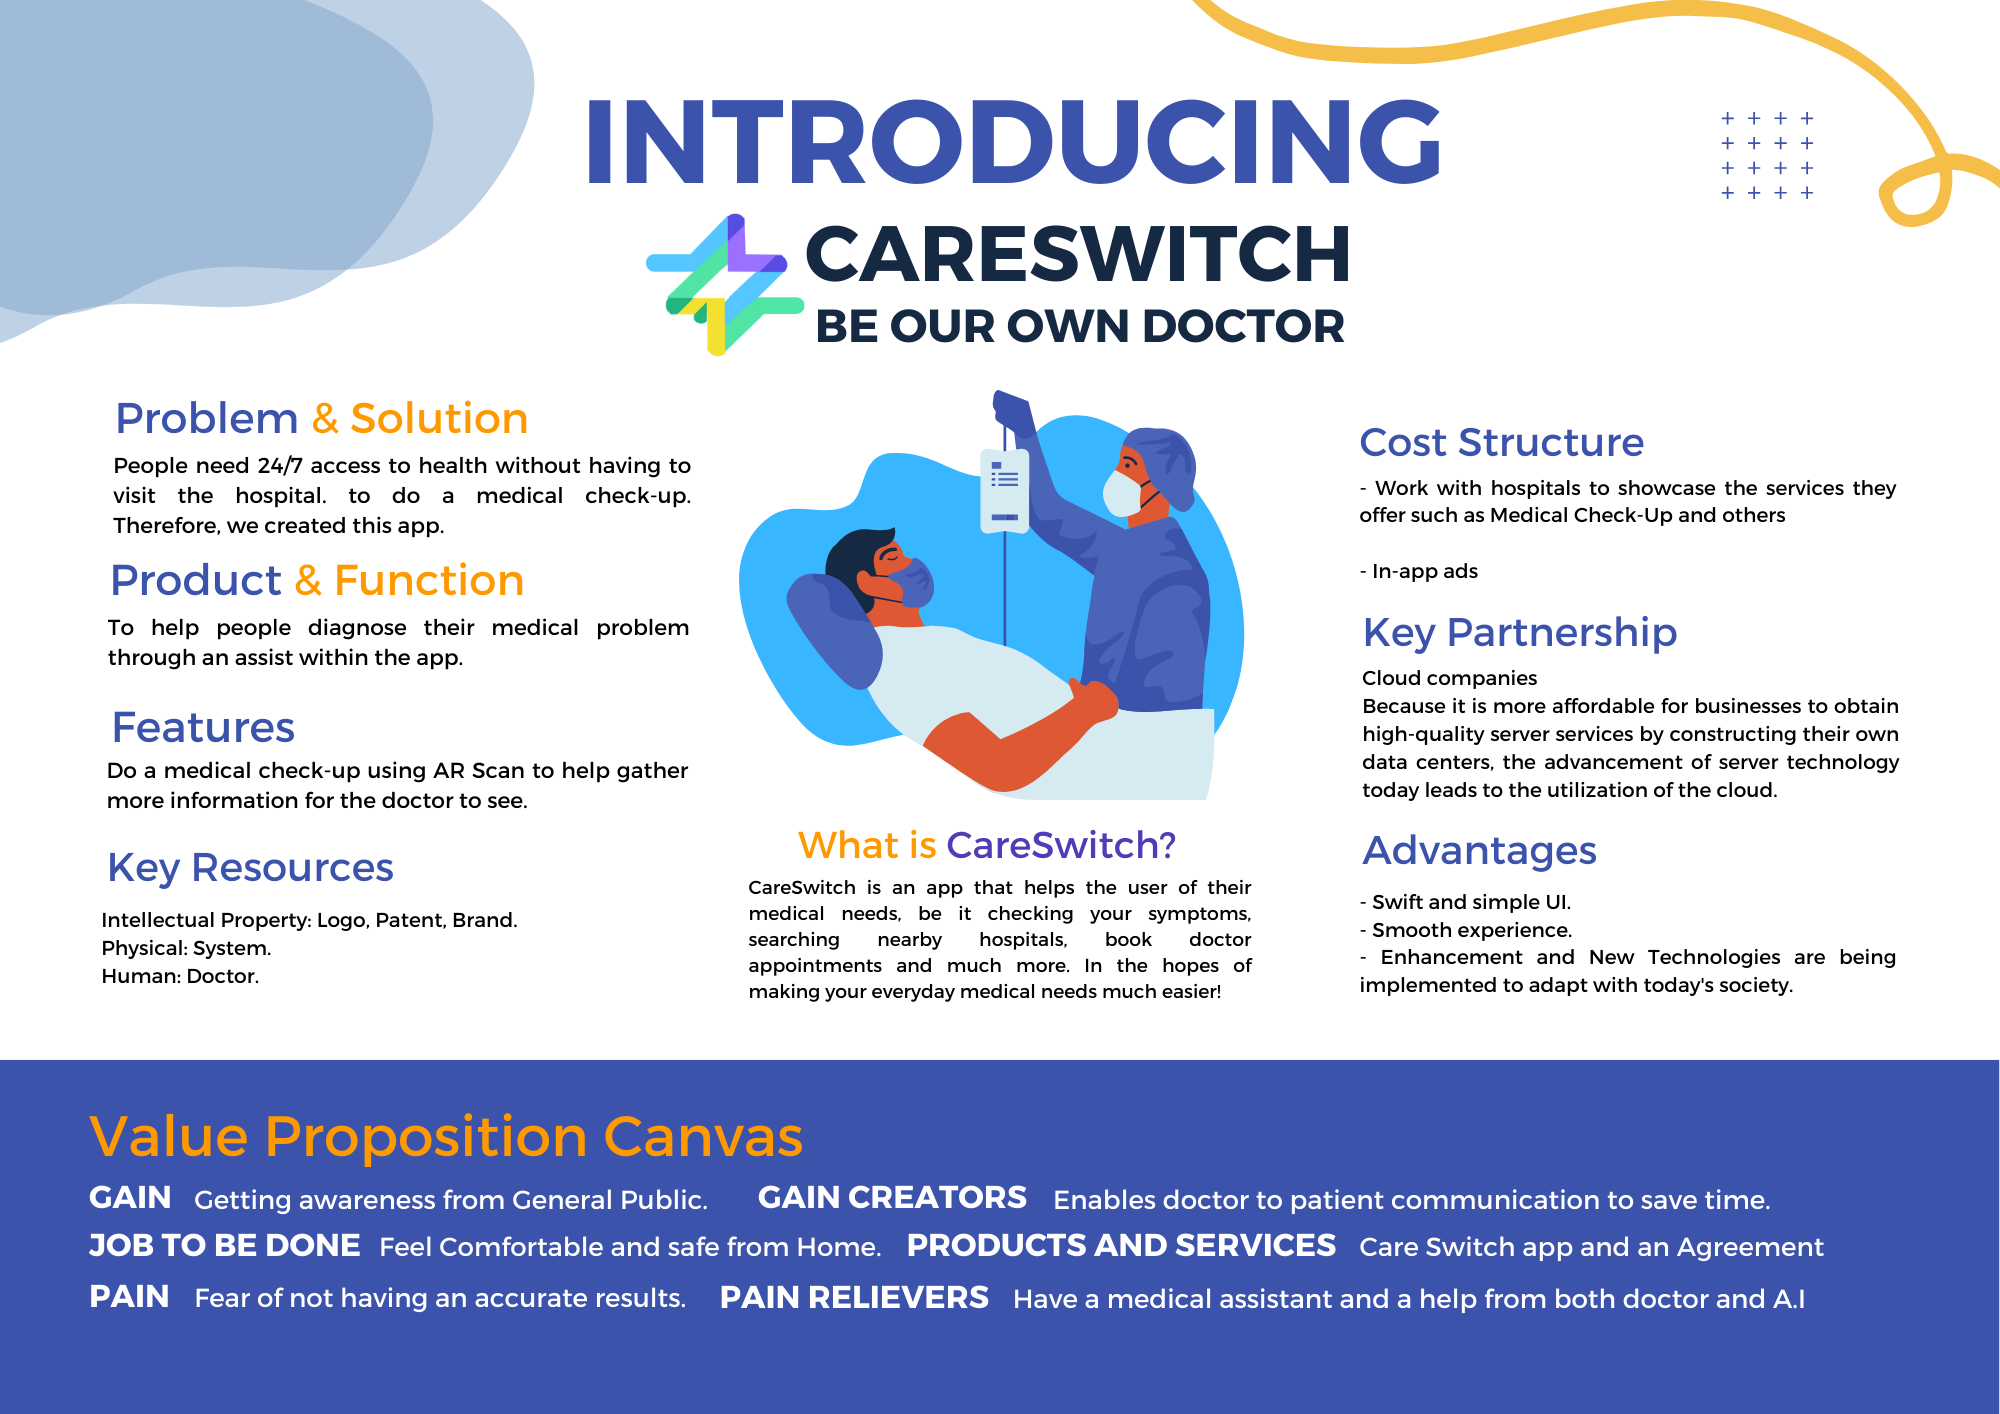 INTRODUCING
CARESWITCH
BE OUR OWN DOCTOR
Problem & Solution
People need 24/7 access to health without having to
visit the hospital. to do a medical check-up.
Therefore, we created this app.
Product & Function
To help people diagnose their medical problem
through an assist within the app.
Features
Do a medical check-up using AR Scan to help gather
more information for the doctor to see.
Key Resources
Intellectual Property: Logo, Patent, Brand.
Physical: System.
Human: Doctor.
What is CareSwitch?
CareSwitch is an app that helps the user of their
medical needs, be it checking your symptoms,
searching nearby hospitals, book doctor
appointments and much more. In the hopes of
making your everyday medical needs much easier!
Cost Structure
- Work with hospitals to showcase the services they
offer such as Medical Check-Up and others
- In-app ads
Key Partnership
Cloud companies
Because it is more affordable for businesses to obtain
high-quality server services by constructing their own
data centers, the advancement of server technology
today leads to the utilization of the cloud.
Advantages
- Swift and simple UI.
- Smooth experience.
- Enhancement and New Technologies are being
implemented to adapt with today's society.
Value Proposition Canvas
GAIN Getting awareness from General Public. GAIN CREATORS Enables doctor to patient communication to save time.
JOB TO BE DONE Feel Comfortable and safe from Home. PRODUCTS AND SERVICES Care Switch app and an Agreement
PAIN Fear of not having an accurate results. PAIN RELIEVERS Have a medical assistant and a help from both doctor and A.I